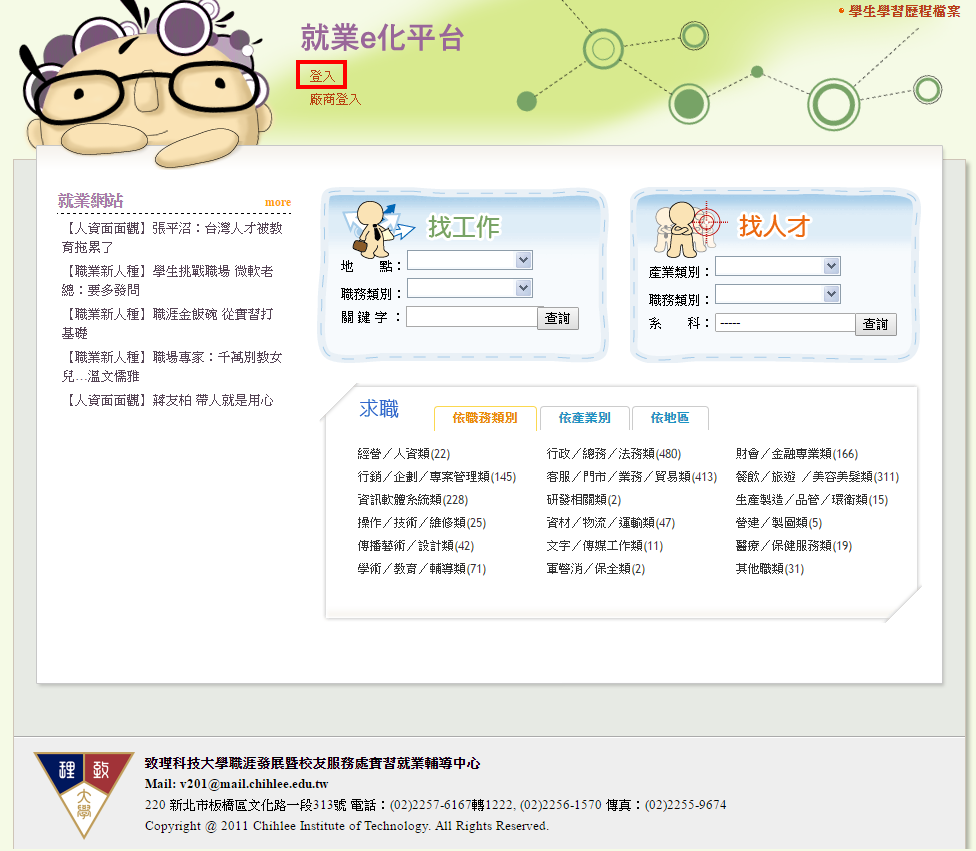 學生學習歷程檔案
就業e化平台
登入
廠商登入
就業網站 more
【人資面面觀】張平沼：台灣人才被教
育拖累了
【職業新人種】學生挑戰職場 微軟老
總：要多發問
【職業新人種】職涯金飯碗 從實習打
基礎
【職業新人種】職場專家：千萬別教女
兒…溫文儒雅
【人資面面觀】蔣友柏 帶人就是用心
找工作
地 點：
職務類別：
關 鍵 字 ： 查詢
找人才
產業類別：
職務類別：
系 科： ----- 查詢
求職 依職務類別 依產業別 依地區
經營／人資類(22) 行政／總務／法務類(480) 財會／金融專業類(166)
行銷／企劃／專案管理類(145) 客服／門市／業務／貿易類(413) 餐飲／旅遊 ／美容美髮類(311)
資訊軟體系統類(228) 研發相關類(2) 生產製造／品管／環衛類(15)
操作／技術／維修類(25) 資材／物流／運輸類(47) 營建／製圖類(5)
傳播藝術／設計類(42) 文字／傳媒工作類(11) 醫療／保健服務類(19)
學術／教育／輔導類(71) 軍警消／保全類(2) 其他職類(31)
理 致
大
學
致理科技大學職涯發展暨校友服務處實習就業輔導中心
Mail: v201@mail.chihlee.edu.tw
220 新北市板橋區文化路一段313號 電話：(02)2257-6167轉1222, (02)2256-1570 傳真：(02)2255-9674
Copyright @ 2011 Chihlee Institute of Technology. All Rights Reserved.